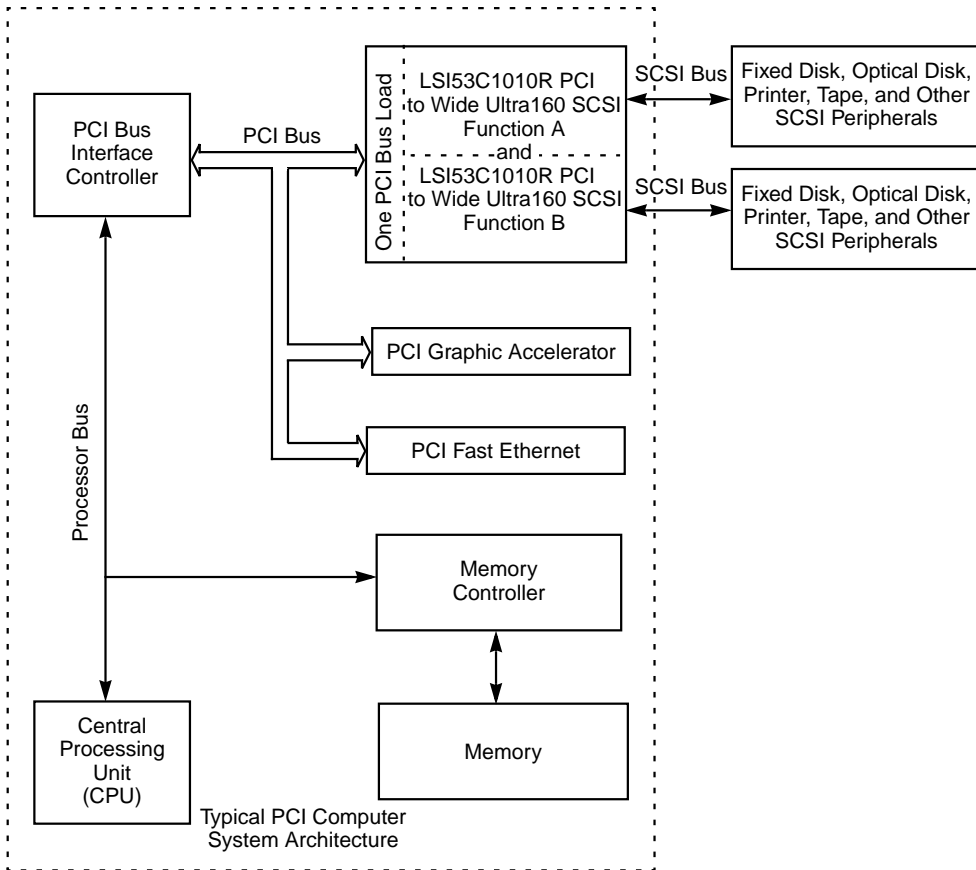 PCI Bus
Interface
Controller
PCI Bus
One PCI Bus Load
LSI53C1010R PCI
to Wide Ultra160 SCSI
Function A
and
LSI53C1010R PCI
to Wide Ultra160 SCSI
Function B
SCSI Bus
Fixed Disk, Optical Disk,
Printer, Tape, and Other
SCSI Peripherals
SCSI Bus
Fixed Disk, Optical Disk,
Printer, Tape, and Other
SCSI Peripherals
PCI Graphic Accelerator
PCI Fast Ethernet
Processor Bus
Memory
Controller
Memory
Central
Processing
Unit
(CPU)
Typical PCI Computer
System Architecture